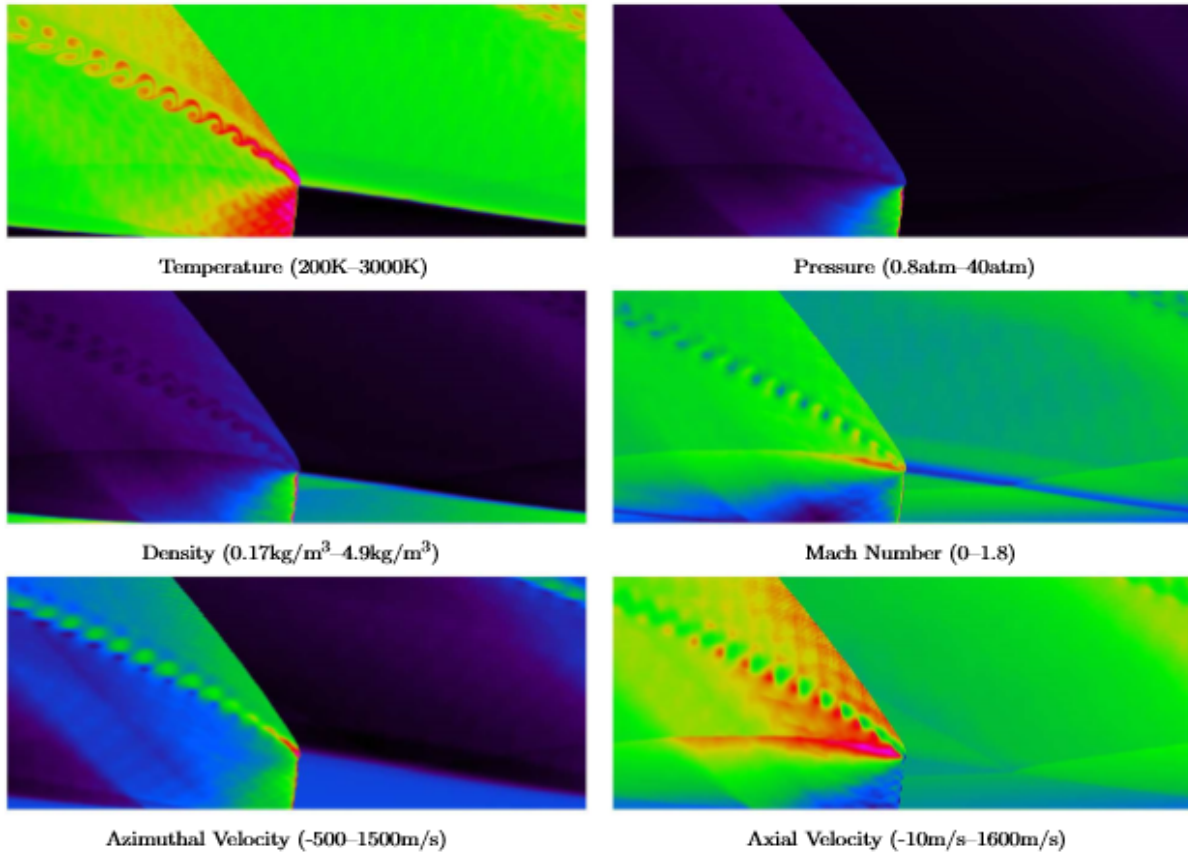 Temperature (200K–3000K)
Pressure (0.8atm–40atm)
Density (0.17kg/m³–4.9kg/m³)
Mach Number (0–1.8)
Azimuthal Velocity (-500–1500m/s)
Axial Velocity (-10m/s–1600m/s)